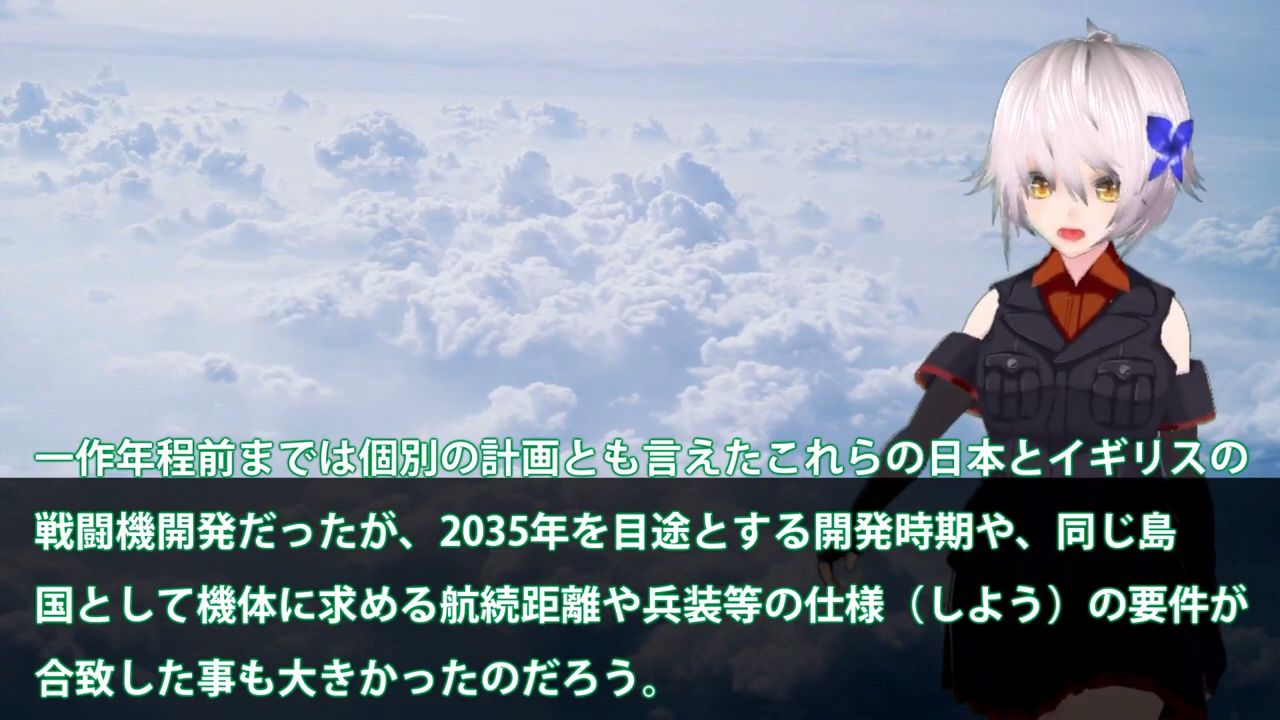 一作年程前までは個別の計画とも言えたこれらの日本とイギリスの
戦闘機開発だったが、2035年を目途とする開発時期や、同じ島
国として機体に求める航続距離や兵装等の仕様（しよう）の要件が
合致した事も大きかったのだろう。